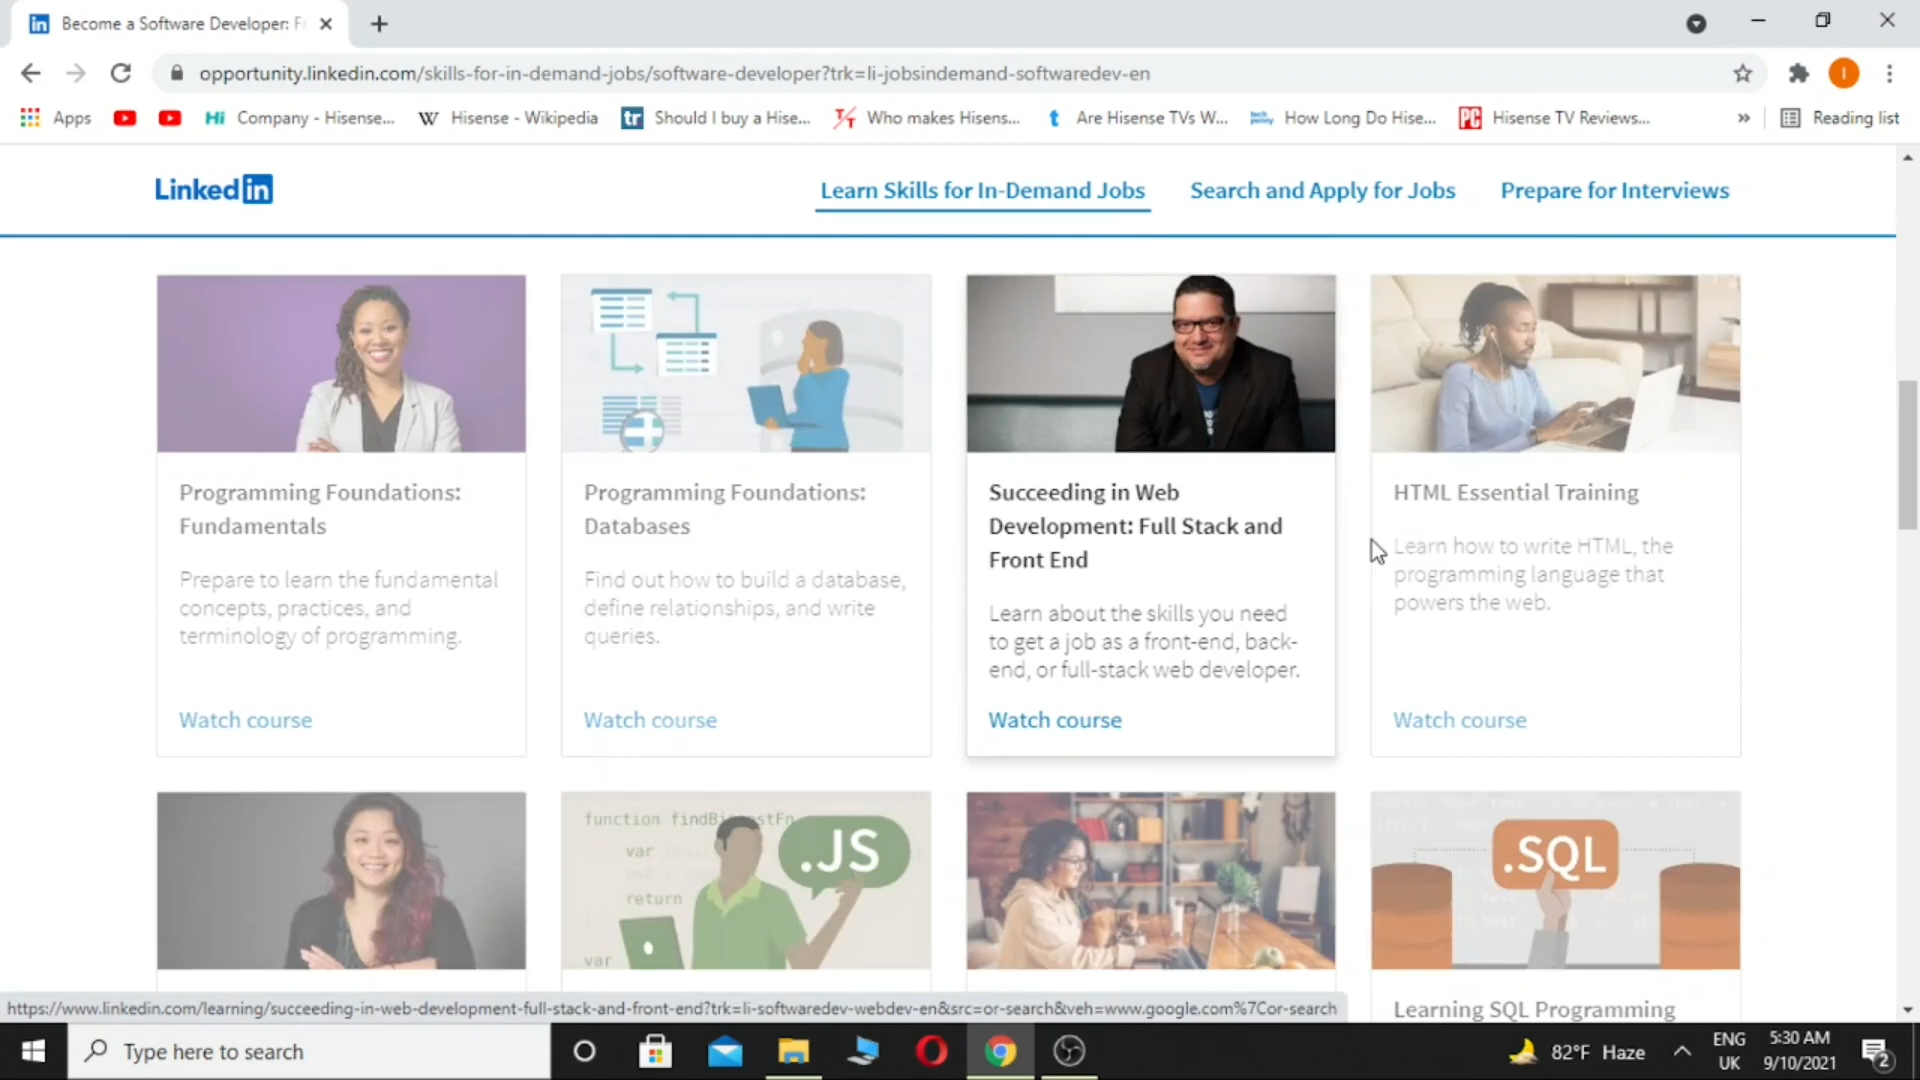 Become a Software Developer: Fr
opportunity.linkedin.com/skills-for-in-demand-jobs/software-developer?trk=li-jobsindemand-softwaredev-en
I
Apps
Hi Company - Hisense...
W Hisense - Wikipedia
tr Should I buy a Hise...
T/T Who makes Hisens...
t Are Hisense TVs W...
How Long Do Hise...
PC Hisense TV Reviews...
»
Reading list
Linked in
Learn Skills for In-Demand Jobs
Search and Apply for Jobs
Prepare for Interviews
Programming Foundations:
Fundamentals
Prepare to learn the fundamental
concepts, practices, and
terminology of programming.
Watch course
Programming Foundations:
Databases
Find out how to build a database,
define relationships, and write
queries.
Watch course
Succeeding in Web
Development: Full Stack and
Front End
Learn about the skills you need
to get a job as a front-end, back-
end, or full-stack web developer.
Watch course
HTML Essential Training
Learn how to write HTML, the
programming language that
powers the web.
Watch course
function findBi
stFn
var
return
var
.JS
.SQL
Learning SQL Programming
https://www.linkedin.com/learning/succeeding-in-web-development-full-stack-and-front-end?trk=li-softwaredev-webdev-en&src=or-search&veh=www.google.com%7Cor-search
Type here to search
82°F Haze
ENG
UK
5:30 AM
9/10/2021
2